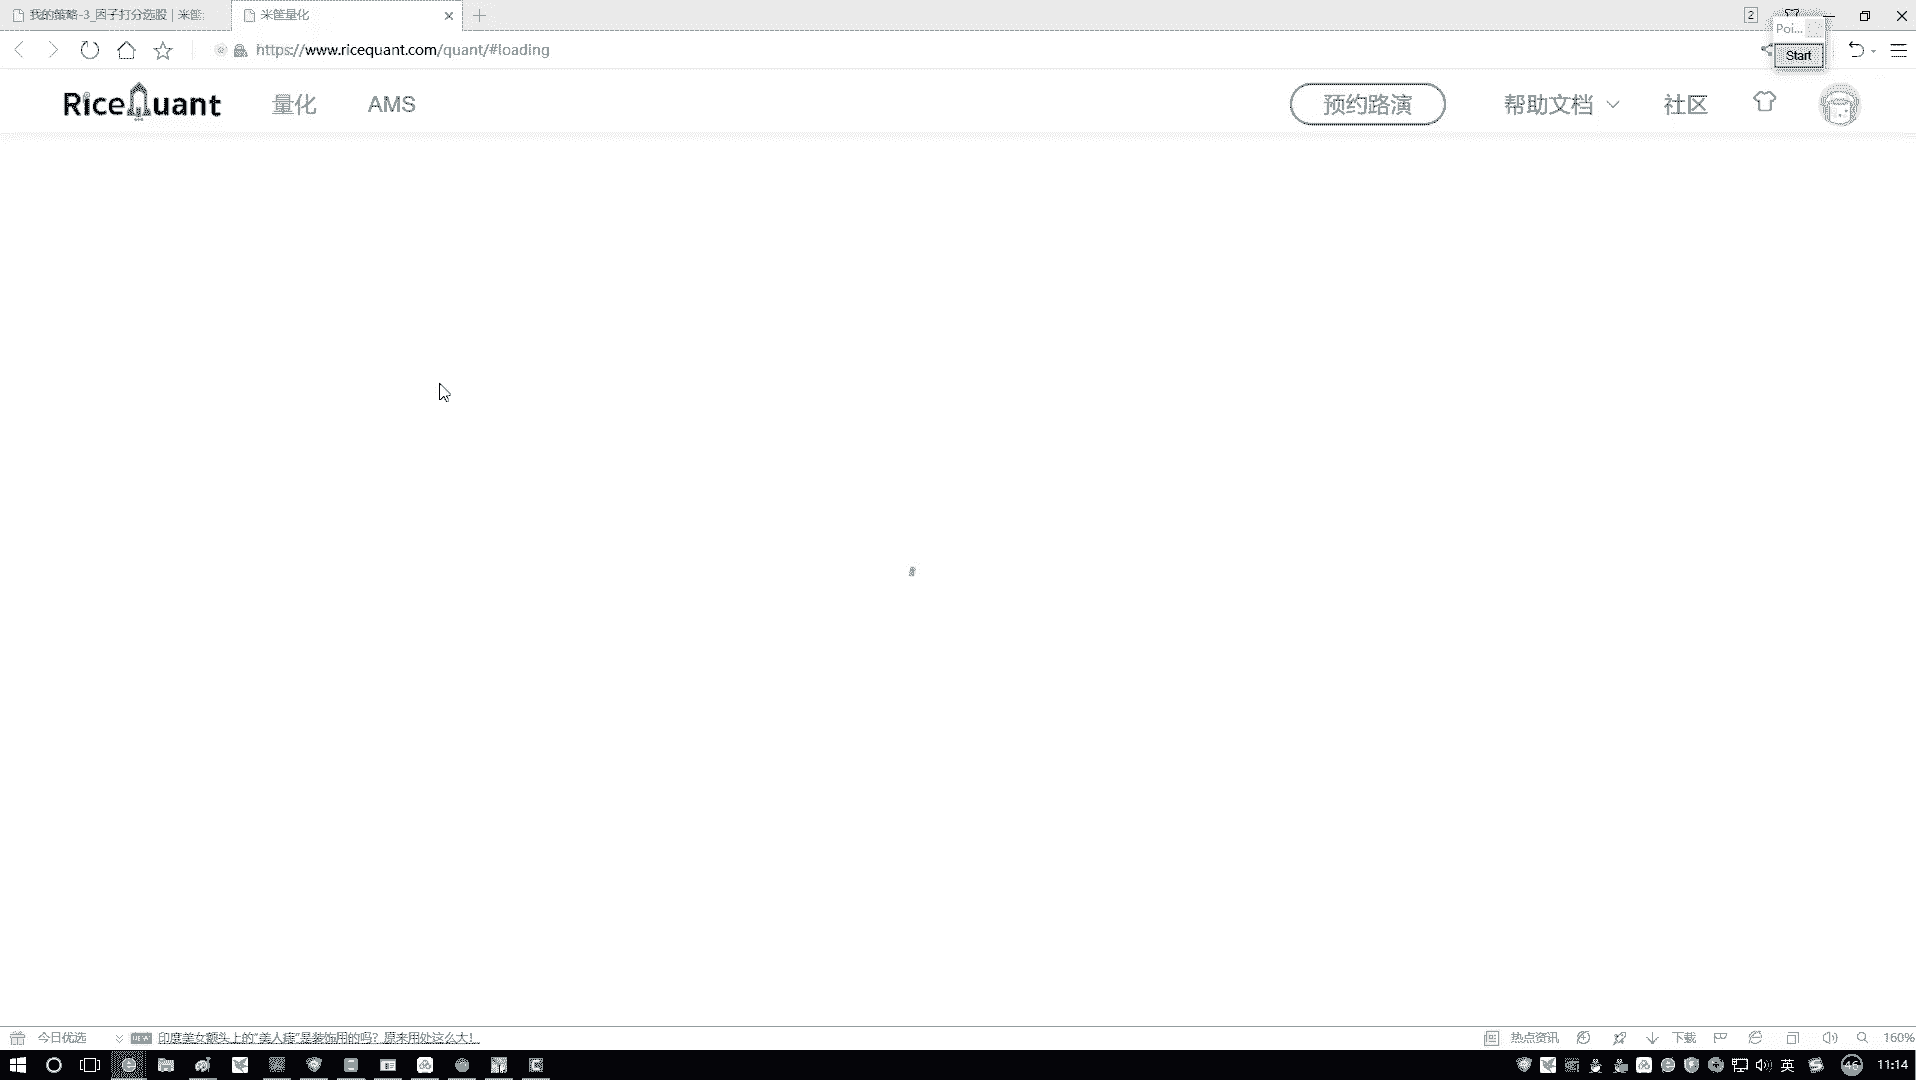 我的策略-3_因子打分选股 | 米筐
米筐量化
2
https://www.ricequant.com/quant/#loading
Poi...
Start
RiceQuant
量化
AMS
预约路演
帮助文档
社区
今日优选
NEW
印度美女额头上的"美人痣"是装饰用的吗？原来用处这么大！
热点资讯
下载
160%
英
46
11:14